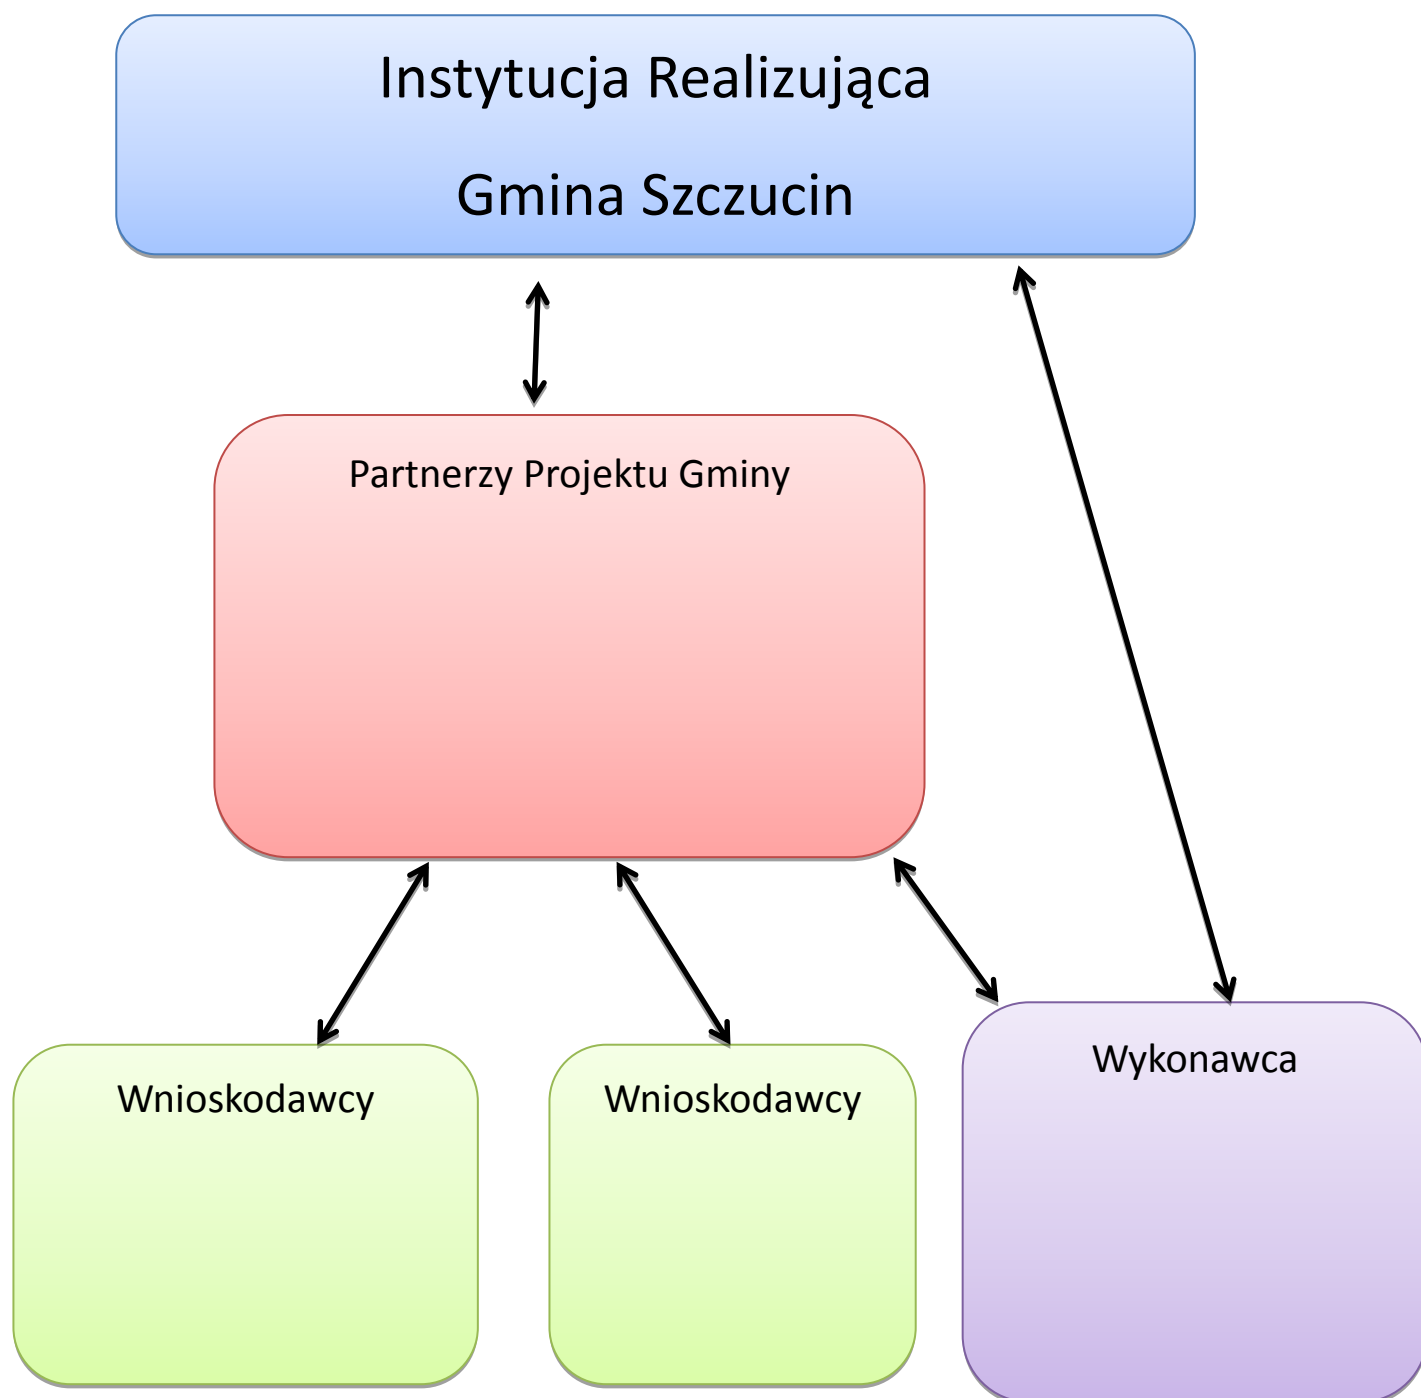 Instytucja Realizująca
Gmina Szczucin
Partnerzy Projektu Gminy
Wnioskodawcy
Wnioskodawcy
Wykonawca